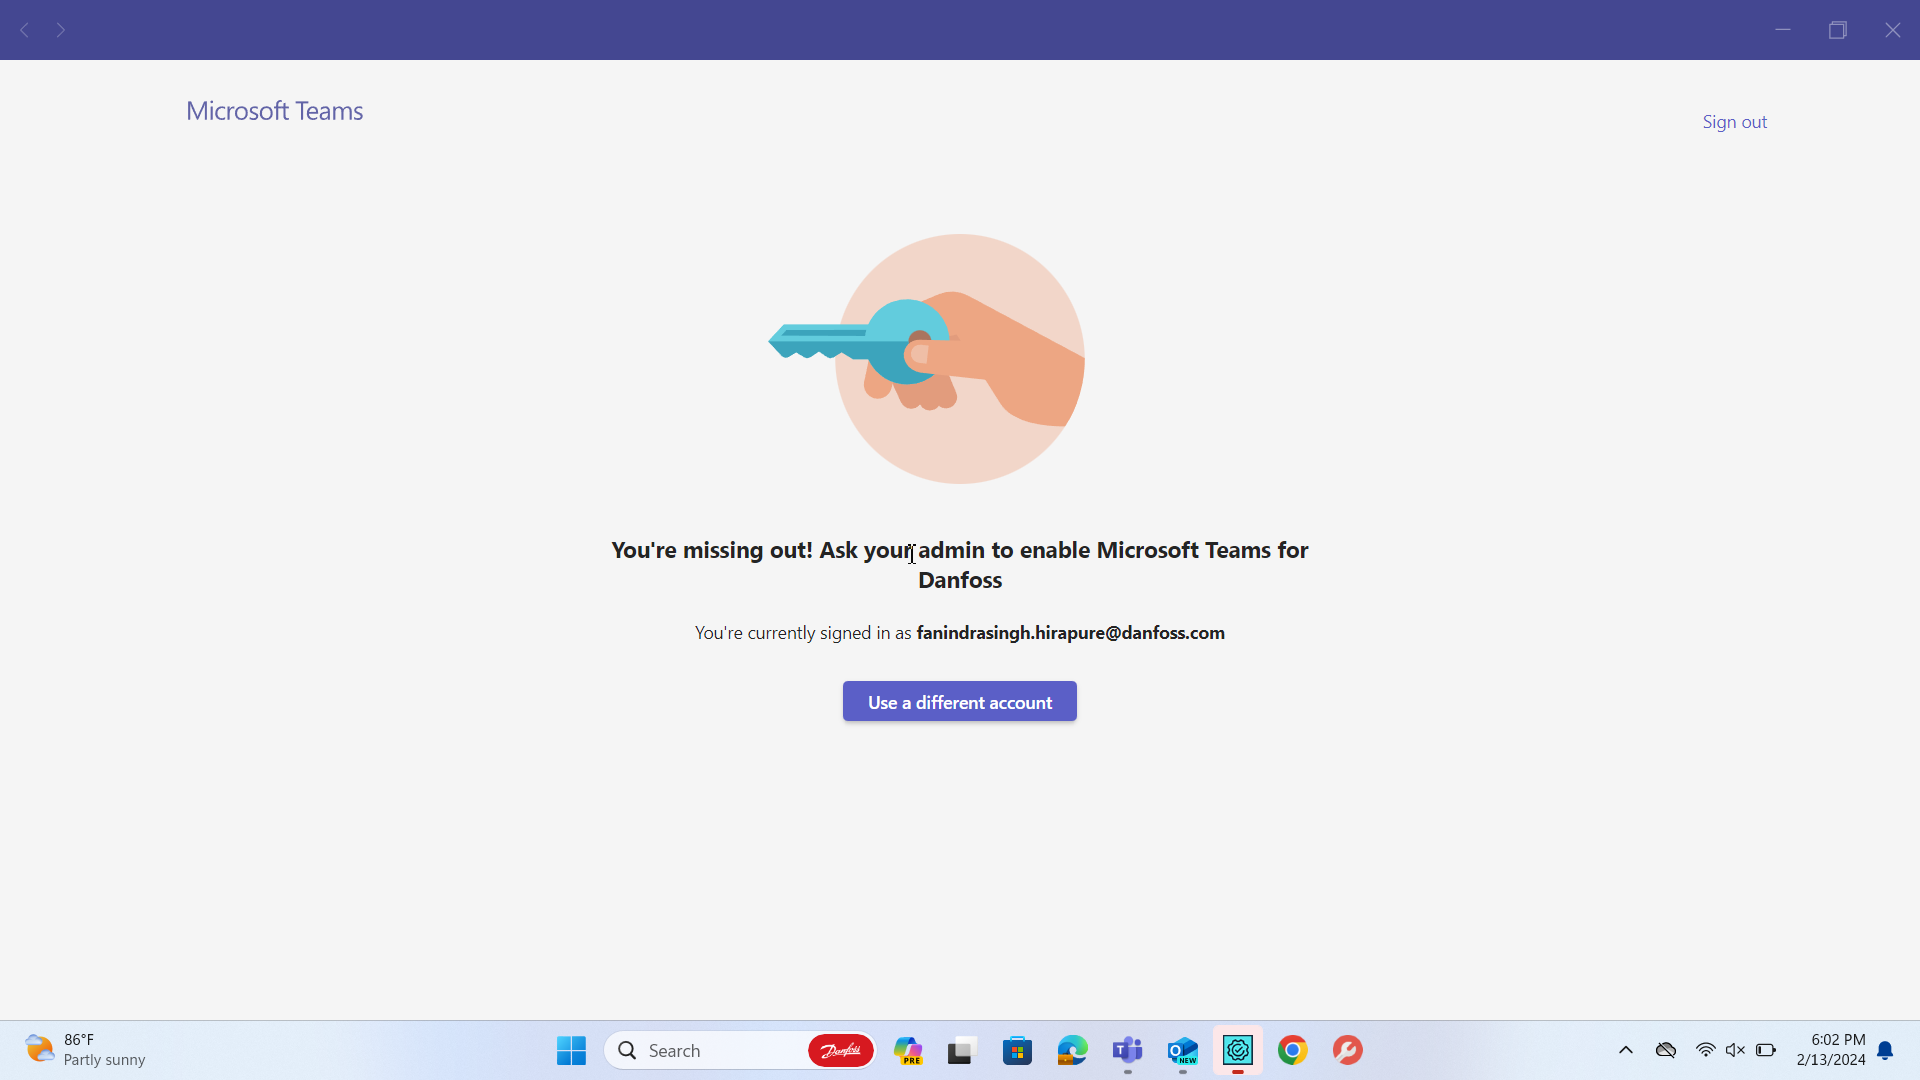 Microsoft Teams
Sign out
You're missing out! Ask your admin to enable Microsoft Teams for
Danfoss
You're currently signed in as fanindrasingh.hirapure@danfoss.com
Use a different account
86°F
Partly sunny
Search
Danfoss
PRE
T
O
NEW
6:02 PM
2/13/2024